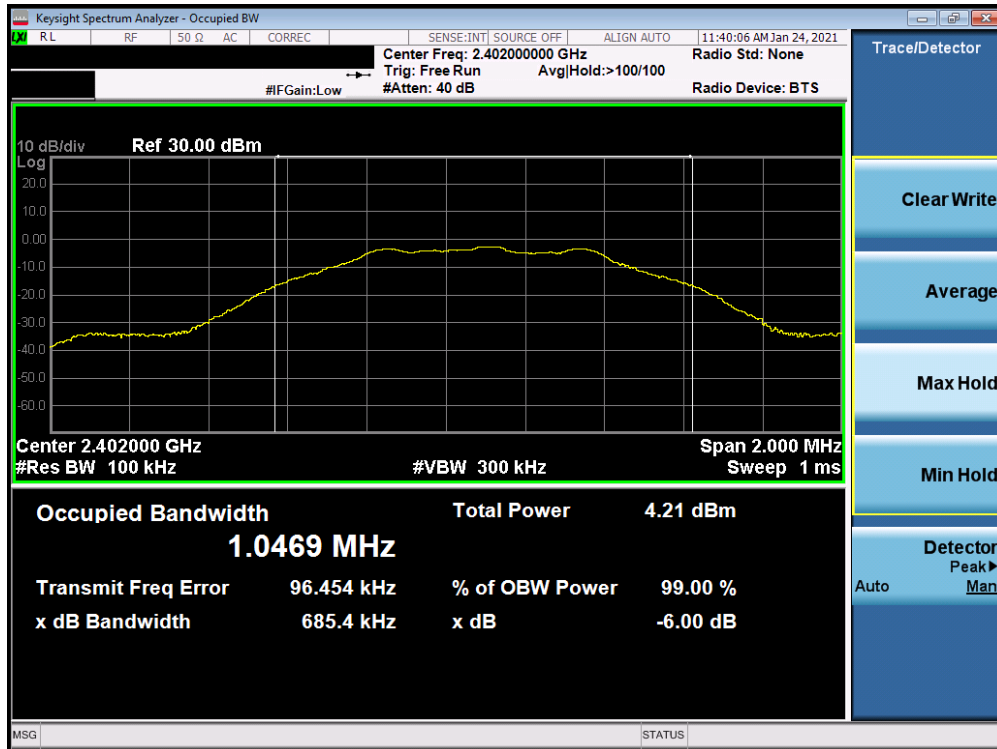 Keysight Spectrum Analyzer - Occupied BW
LXI RL RF 50 Ω AC CORREC SENSE:INT SOURCE OFF ALIGN AUTO 11:40:06 AM Jan 24, 2021
Center Freq: 2.402000000 GHz Radio Std: None
Trig: Free Run Avg|Hold:>100/100
#IFGain:Low #Atten: 40 dB Radio Device: BTS
10 dB/div Ref 30.00 dBm
Log
20.0
10.0
0.00
-10.0
-20.0
-30.0
-40.0
-50.0
-60.0
Center 2.402000 GHz Span 2.000 MHz
#Res BW 100 kHz #VBW 300 kHz Sweep 1 ms
Occupied Bandwidth Total Power 4.21 dBm
1.0469 MHz
Transmit Freq Error 96.454 kHz % of OBW Power 99.00 %
x dB Bandwidth 685.4 kHz x dB -6.00 dB
Trace/Detector
Clear Write
Average
Max Hold
Min Hold
Detector
Peak▶
Auto Man
MSG STATUS